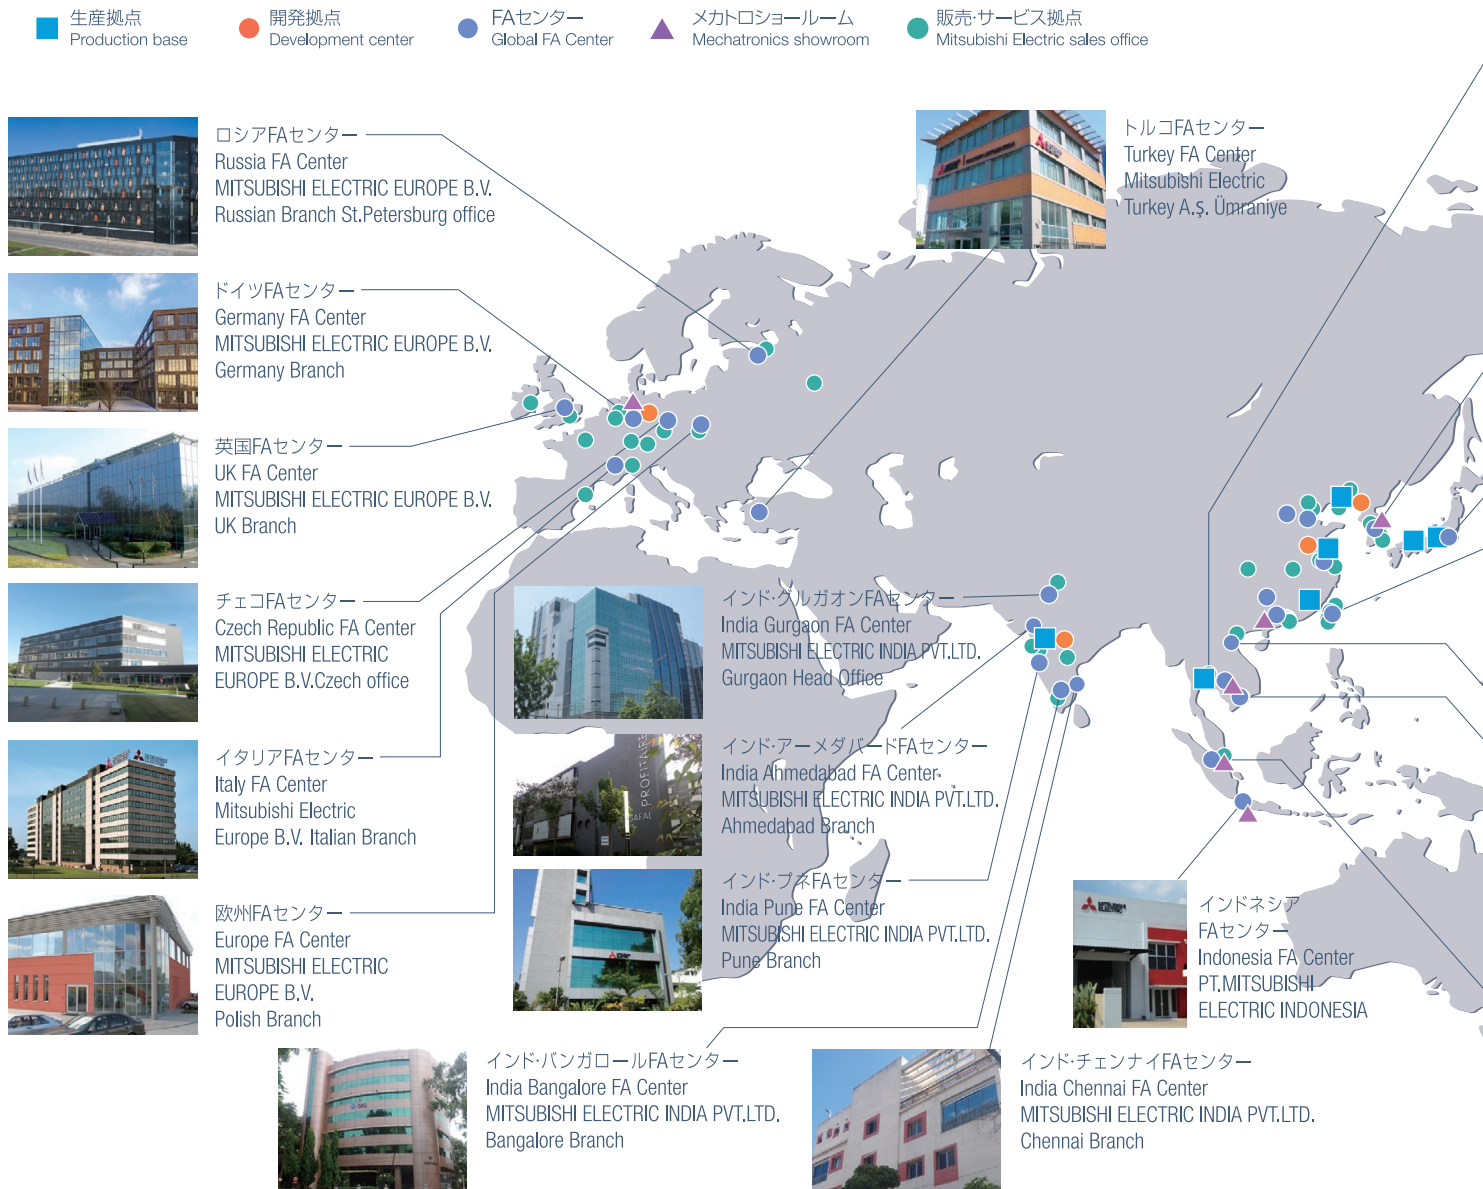 生産拠点
Production base
開発拠点
Development center
FAセンター
Global FA Center
メカトロショールーム
Mechatronics showroom
販売・サービス拠点
Mitsubishi Electric sales office
ロシアFAセンター
Russia FA Center
MITSUBISHI ELECTRIC EUROPE B.V.
Russian Branch St.Petersburg office
トルコFAセンター
Turkey FA Center
Mitsubishi Electric
Turkey A.ş. Ümraniye
ドイツFAセンター
Germany FA Center
MITSUBISHI ELECTRIC EUROPE B.V.
Germany Branch
英国FAセンター
UK FA Center
MITSUBISHI ELECTRIC EUROPE B.V.
UK Branch
チェコFAセンター
Czech Republic FA Center
MITSUBISHI ELECTRIC
EUROPE B.V.Czech office
イタリアFAセンター
Italy FA Center
Mitsubishi Electric
Europe B.V. Italian Branch
欧州FAセンター
Europe FA Center
MITSUBISHI ELECTRIC
EUROPE B.V.
Polish Branch
インド・グルガオンFAセンター
India Gurgaon FA Center
MITSUBISHI ELECTRIC INDIA PVT.LTD.
Gurgaon Head Office
PROFITAIRE
SAFAL
インド・アーメダバードFAセンター
India Ahmedabad FA Center
MITSUBISHI ELECTRIC INDIA PVT.LTD.
Ahmedabad Branch
インド・プネFAセンター
India Pune FA Center
MITSUBISHI ELECTRIC INDIA PVT.LTD.
Pune Branch
MITSUBISHI
ELECTRIC
インドネシア
FAセンター
Indonesia FA Center
PT.MITSUBISHI
ELECTRIC INDONESIA
インド・バンガロールFAセンター
India Bangalore FA Center
MITSUBISHI ELECTRIC INDIA PVT.LTD.
Bangalore Branch
インド・チェンナイFAセンター
India Chennai FA Center
MITSUBISHI ELECTRIC INDIA PVT.LTD.
Chennai Branch